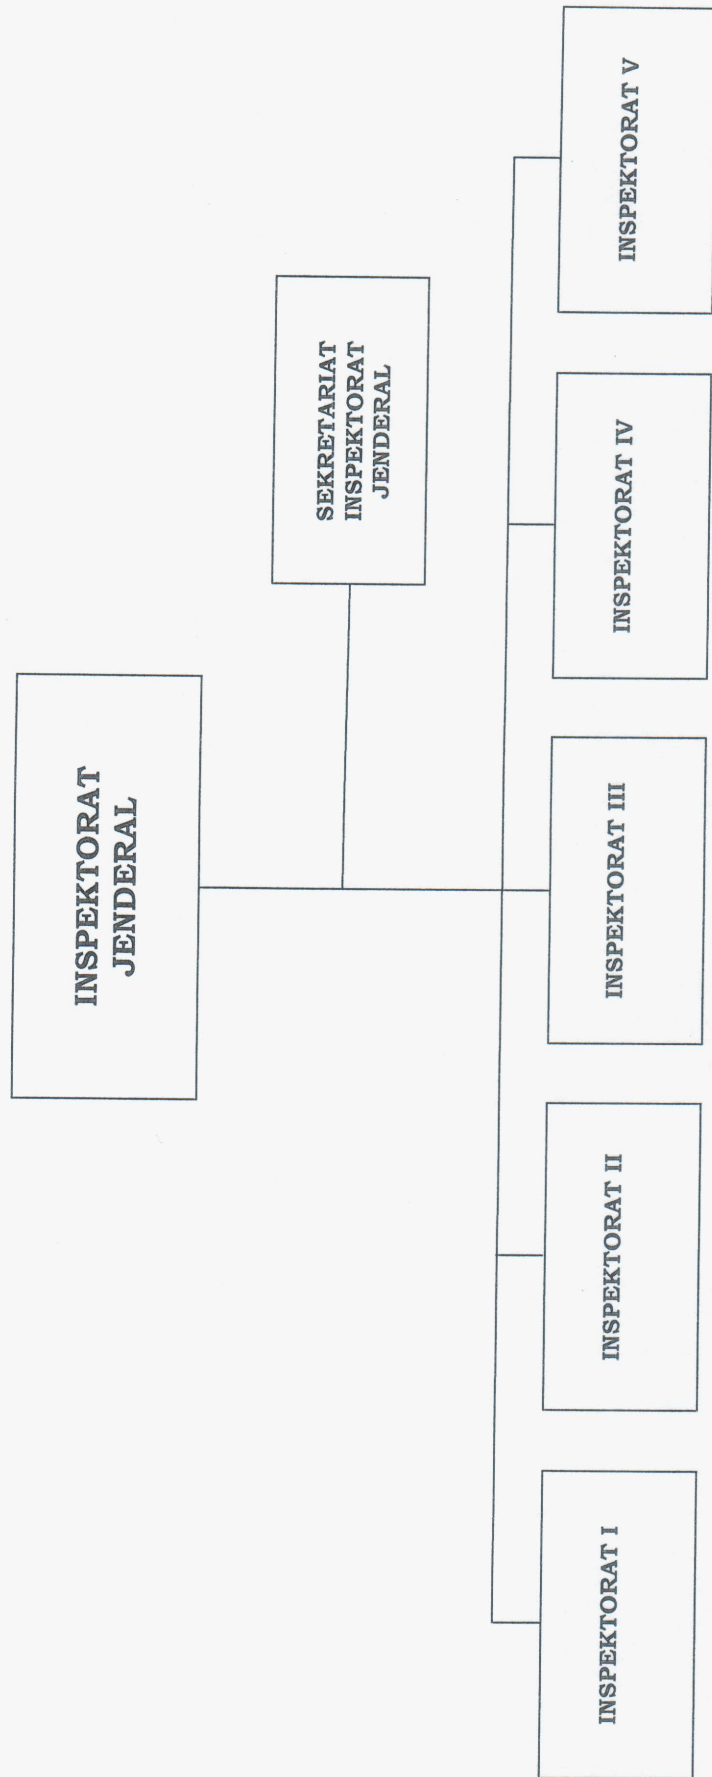 INSPEKTORAT
JENDERAL
SEKRETARIAT
INSPEKTORAT
JENDERAL
INSPEKTORAT I
INSPEKTORAT II
INSPEKTORAT III
INSPEKTORAT IV
INSPEKTORAT V